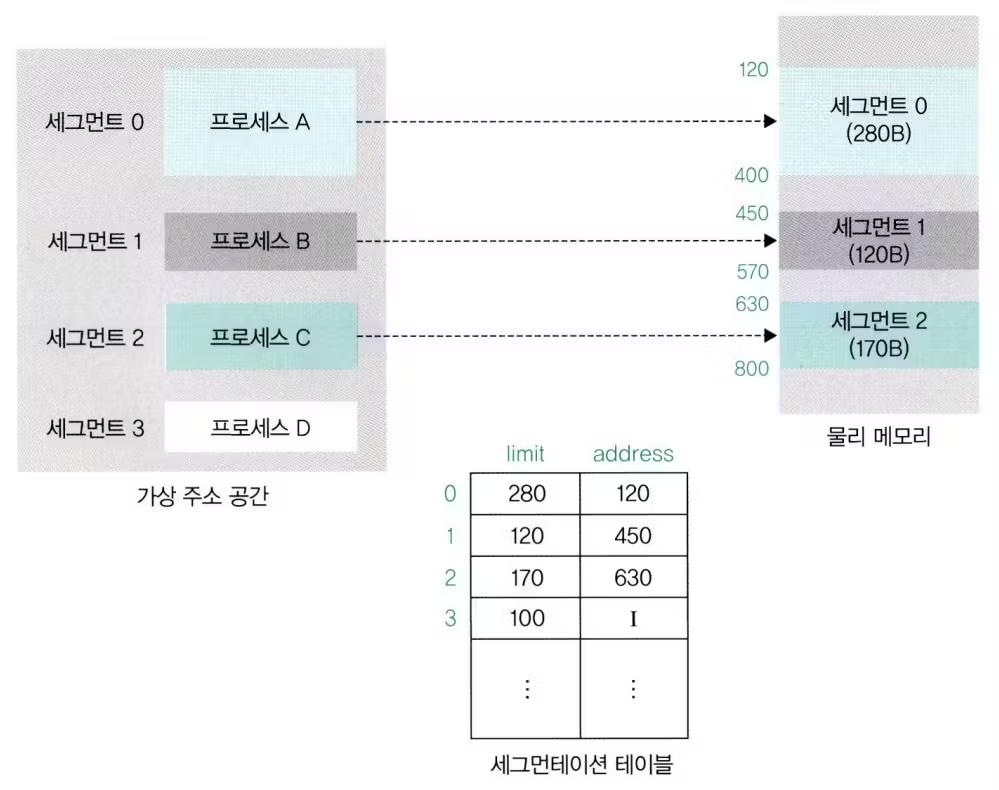 세그먼트 0
프로세스 A
세그먼트 1
프로세스 B
세그먼트 2
프로세스 C
세그먼트 3
프로세스 D
가상 주소 공간
120
세그먼트 0
(280B)
400
450
세그먼트 1
(120B)
570
630
세그먼트 2
(170B)
800
물리 메모리
limit address
0 280 120
1 120 450
2 170 630
3 100 I
⋮ ⋮
세그먼테이션 테이블